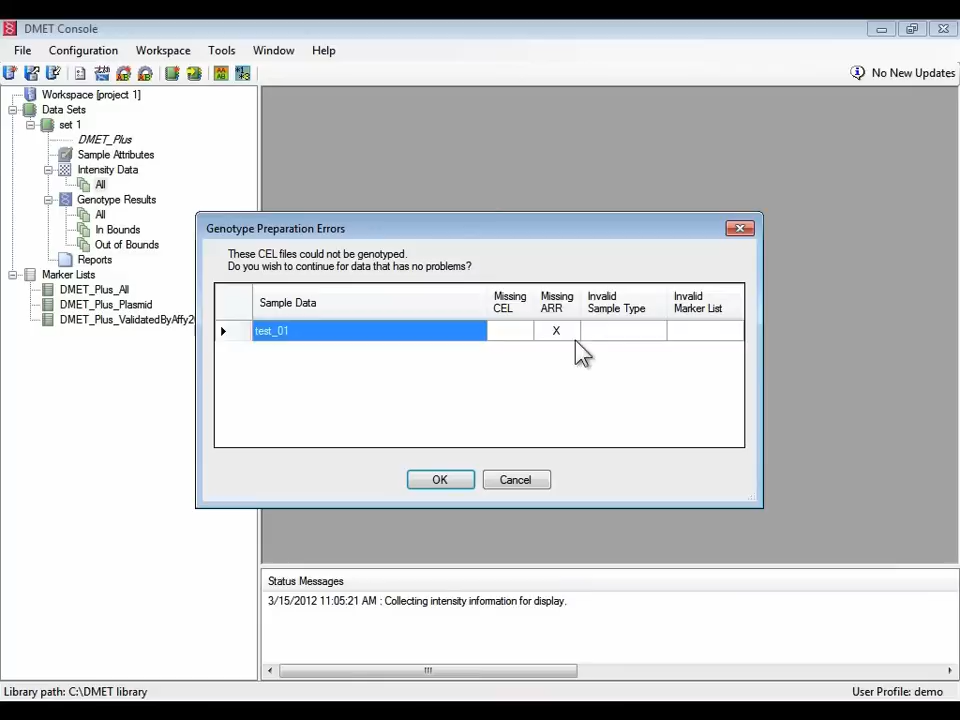 DMET Console
File Configuration Workspace Tools Window Help
No New Updates
Workspace [project 1]
Data Sets
set 1
DMET_Plus
Sample Attributes
Intensity Data
All
Genotype Results
All
In Bounds
Out of Bounds
Reports
Marker Lists
DMET_Plus_All
DMET_Plus_Plasmid
DMET_Plus_ValidatedByAffy2
Genotype Preparation Errors
These CEL files could not be genotyped.
Do you wish to continue for data that has no problems?
Sample Data
Missing CEL
Missing ARR
Invalid Sample Type
Invalid Marker List
test_01 X
OK Cancel
Status Messages
3/15/2012 11:05:21 AM : Collecting intensity information for display.
Library path: C:\DMET library
User Profile: demo